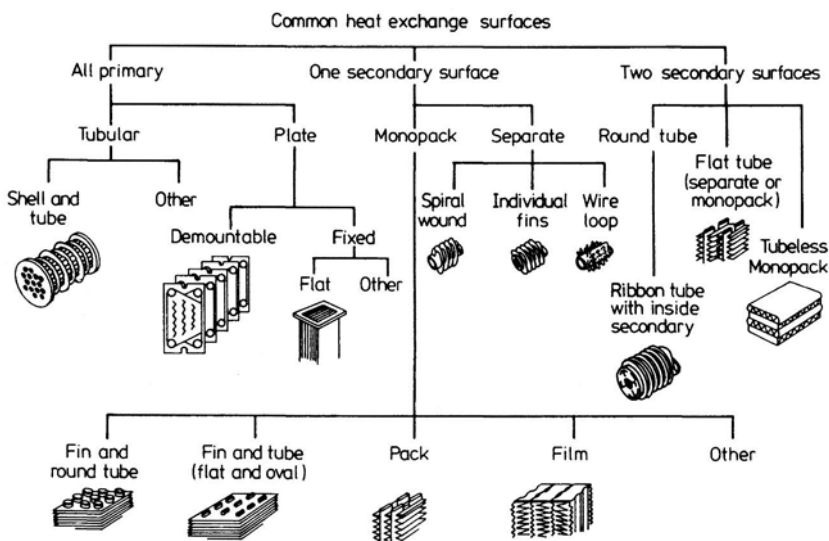 Common heat exchange surfaces
All primary
One secondary surface
Two secondary surfaces
Tubular
Plate
Monopack
Separate
Round tube
Flat tube
(separate or
monopack)
Shell and
tube
Other
Spiral
wound
Individual
fins
Wire
loop
Demountable
Fixed
Tubeless
Monopack
Flat
Other
Ribbon tube
with inside
secondary
Fin and
round tube
Fin and tube
(flat and oval)
Pack
Film
Other